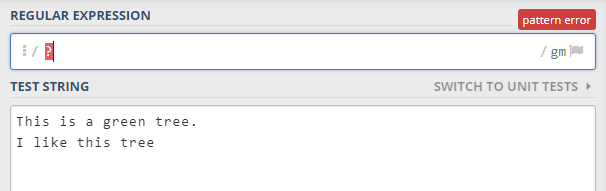 REGULAR EXPRESSION
pattern error
/ ? / gm
TEST STRING
SWITCH TO UNIT TESTS
This is a green tree.
I like this tree